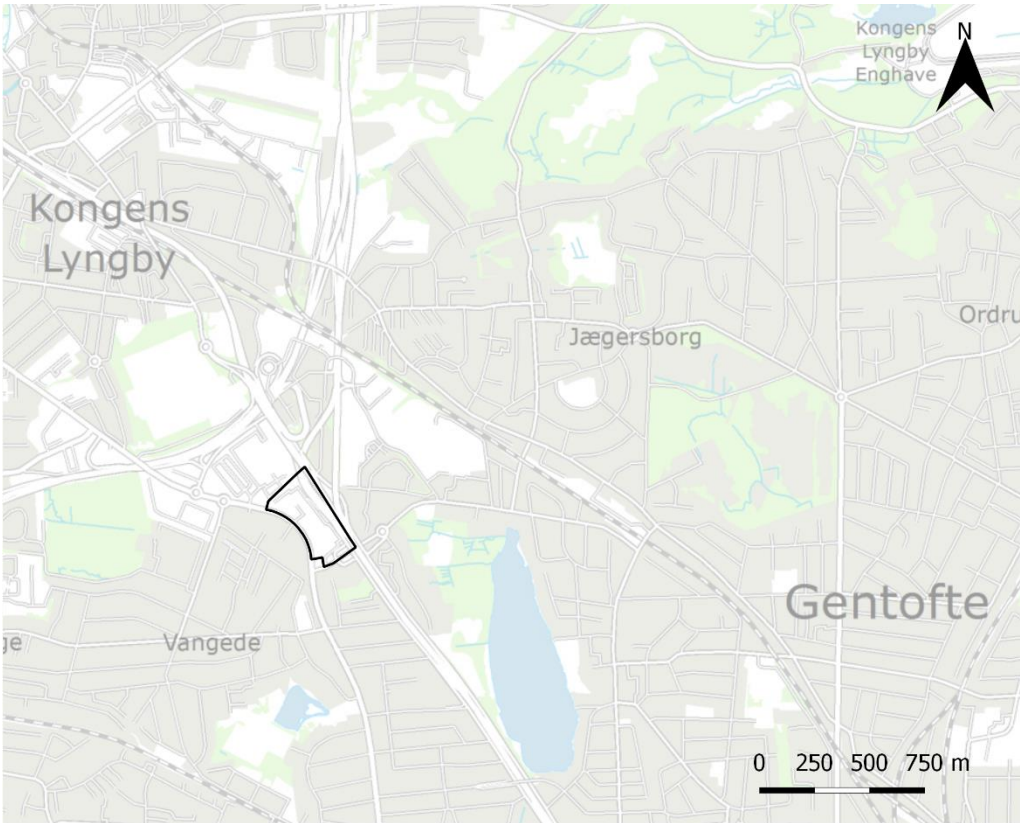 Kongens
Lyngby
Enghave
N
Kongens
Lyngby
Jægersborg
Ordru
Gentofte
ge
Vangede
0 250 500 750 m